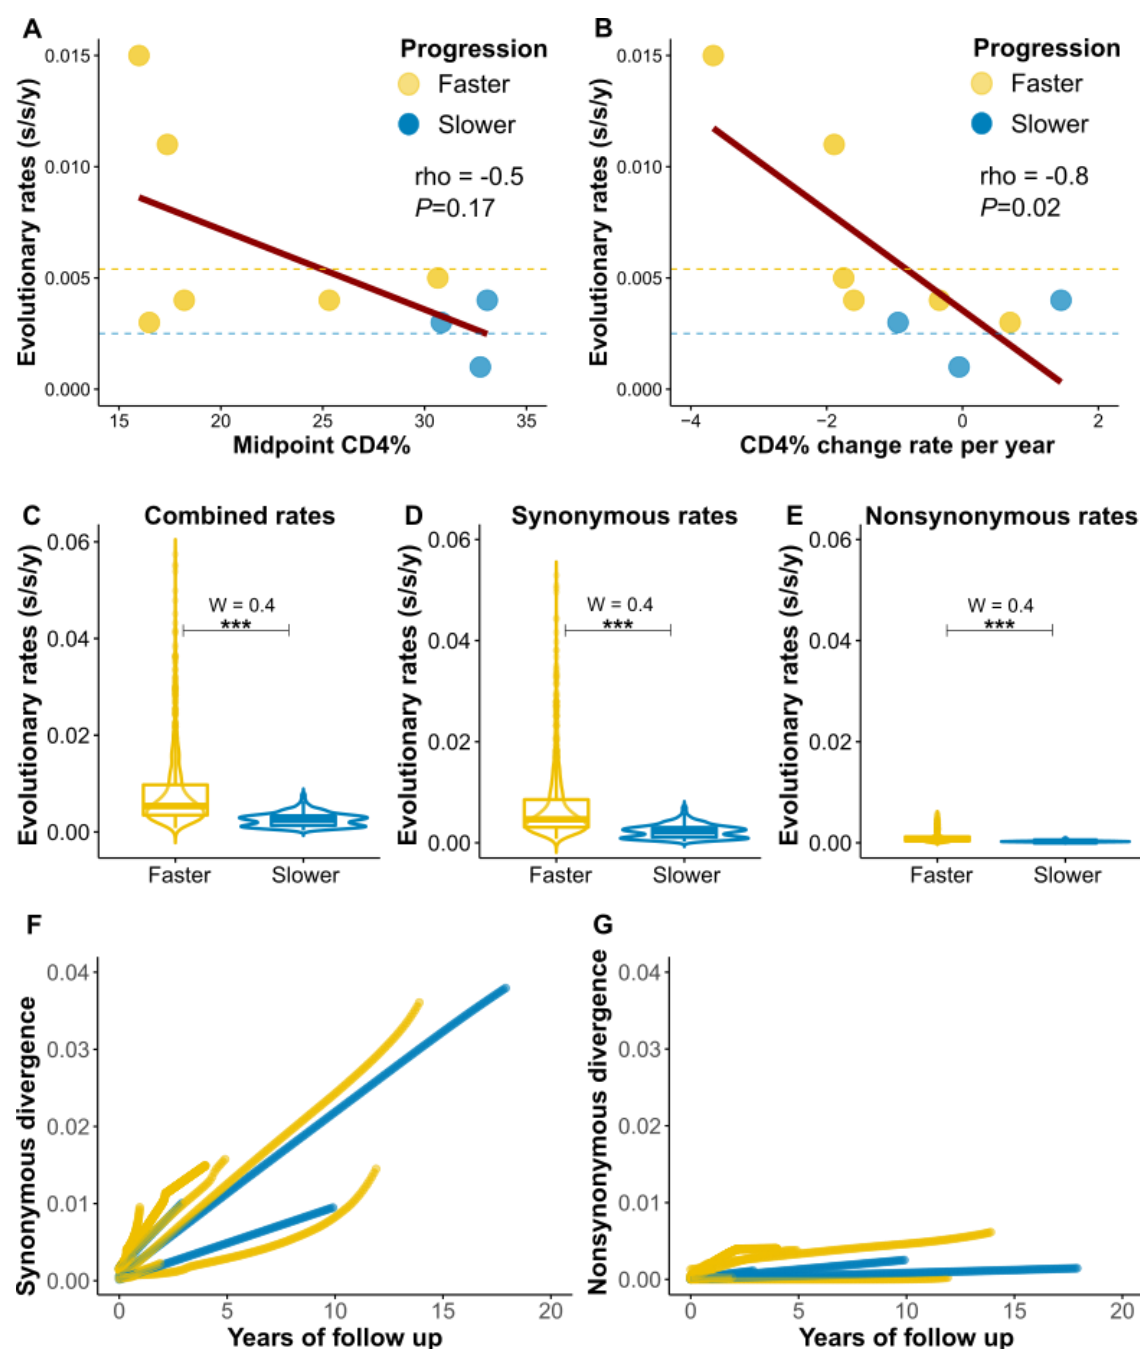 A
Evolutionary rates (s/s/y)
0.015
0.010
0.005
0.000
Progression
Faster
Slower
rho = -0.5
P=0.17
15 20 25 30 35
Midpoint CD4%
B
Evolutionary rates (s/s/y)
0.015
0.010
0.005
0.000
Progression
Faster
Slower
rho = -0.8
P=0.02
−4 −2 0 2
CD4% change rate per year
C
Combined rates
Evolutionary rates (s/s/y)
0.06
0.04
0.02
0.00
W = 0.4
***
Faster Slower
D
Synonymous rates
Evolutionary rates (s/s/y)
0.06
0.04
0.02
0.00
W = 0.4
***
Faster Slower
E
Nonsynonymous rates
Evolutionary rates (s/s/y)
0.06
0.04
0.02
0.00
W = 0.4
***
Faster Slower
F
Synonymous divergence
0.04
0.03
0.02
0.01
0.00
0 5 10 15 20
Years of follow up
G
Nonsynonymous divergence
0.04
0.03
0.02
0.01
0.00
0 5 10 15 20
Years of follow up